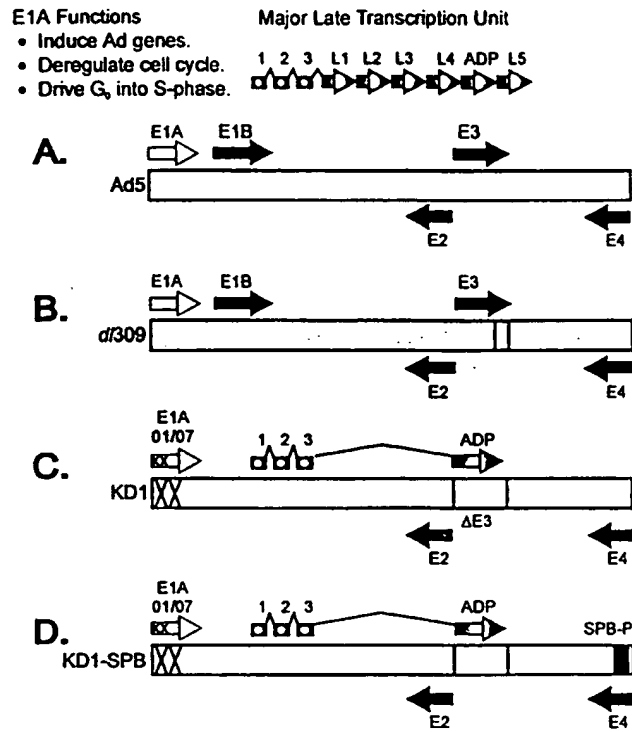 E1A Functions
• Induce Ad genes.
• Deregulate cell cycle.
• Drive G₀ into S-phase.
Major Late Transcription Unit
1 2 3 L1 L2 L3 L4 ADP L5
A.
E1A E1B E3
Ad5
E2 E4
B.
E1A E1B E3
dl309
E2 E4
C.
E1A
01/07
1 2 3 ADP
KD1
ΔE3
E2 E4
D.
E1A
01/07
1 2 3 ADP
SPB-P
KD1-SPB
E2 E4